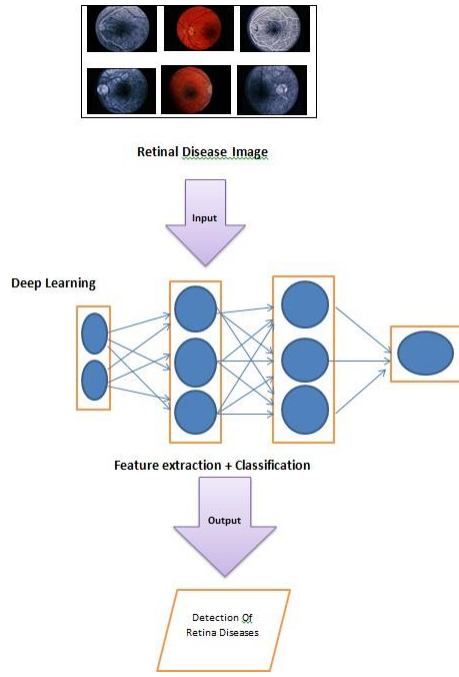 Retinal Disease Image
Input
Deep Learning
Feature extraction + Classification
Output
Detection Of
Retina Diseases